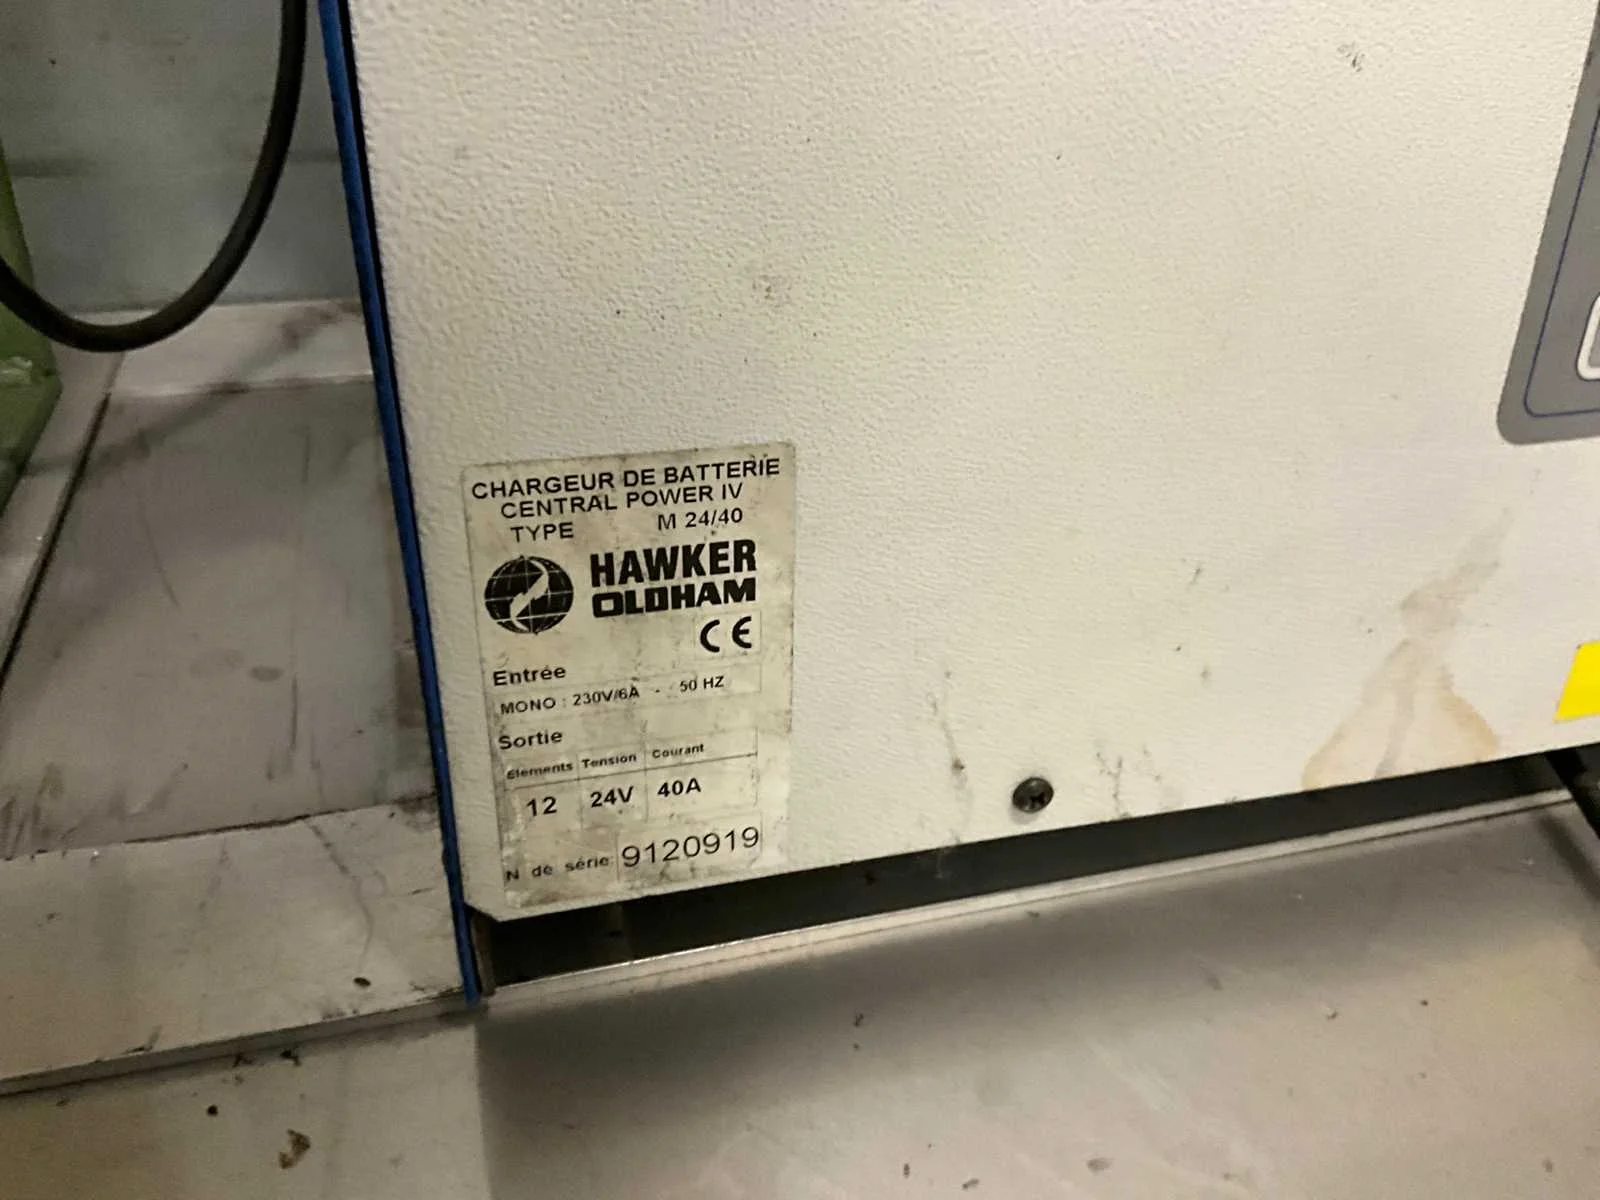 CHARGEUR DE BATTERIE
CENTRAL POWER IV
TYPE M 24/40
HAWKER
OLDHAM
CE
Entrée
MONO : 230V/6A - 50 HZ
Sortie
Elements Tension Courant
12 24V 40A
N de série: 9120919